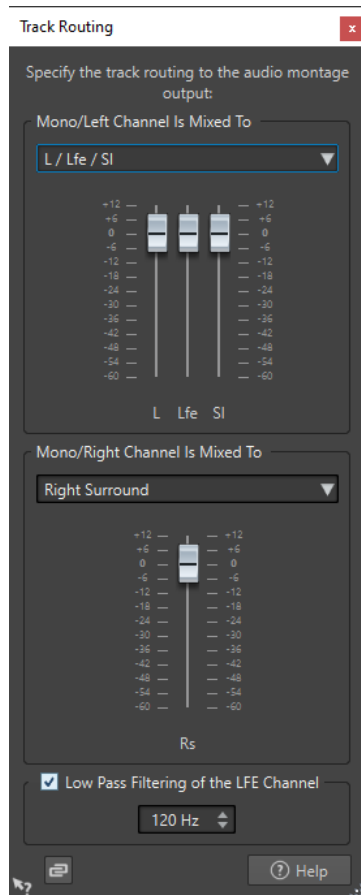 Track Routing
x
Specify the track routing to the audio montage
output:
Mono/Left Channel Is Mixed To
L / Lfe / Sl
+12 +12
+6 +6
0 0
-6 -6
-12 -12
-18 -18
-24 -24
-30 -30
-36 -36
-42 -42
-48 -48
-54 -54
-60 -60
L Lfe Sl
Mono/Right Channel Is Mixed To
Right Surround
+12 +12
+6 +6
0 0
-6 -6
-12 -12
-18 -18
-24 -24
-30 -30
-36 -36
-42 -42
-48 -48
-54 -54
-60 -60
Rs
Low Pass Filtering of the LFE Channel
120 Hz
? ? Help